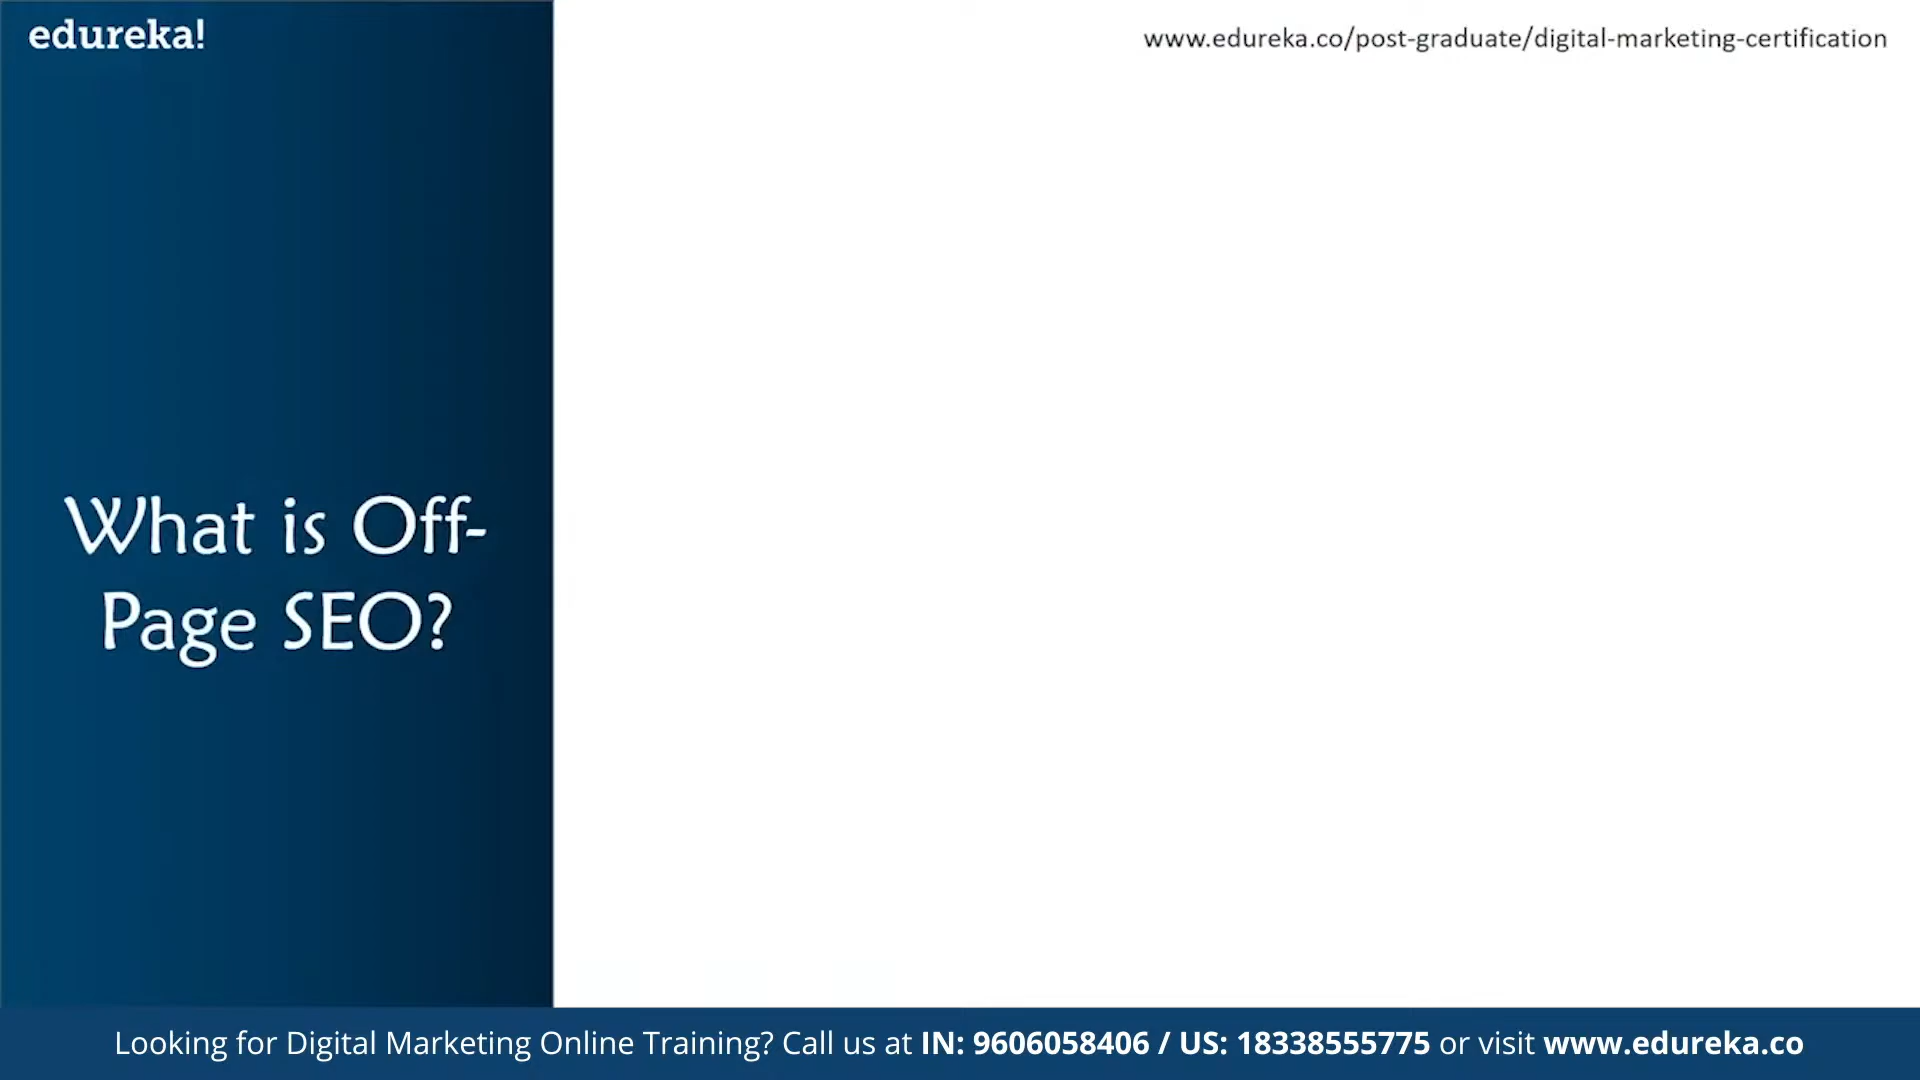 edureka!
www.edureka.co/post-graduate/digital-marketing-certification
What is Off-
Page SEO?
Looking for Digital Marketing Online Training? Call us at IN: 9606058406 / US: 18338555775 or visit www.edureka.co